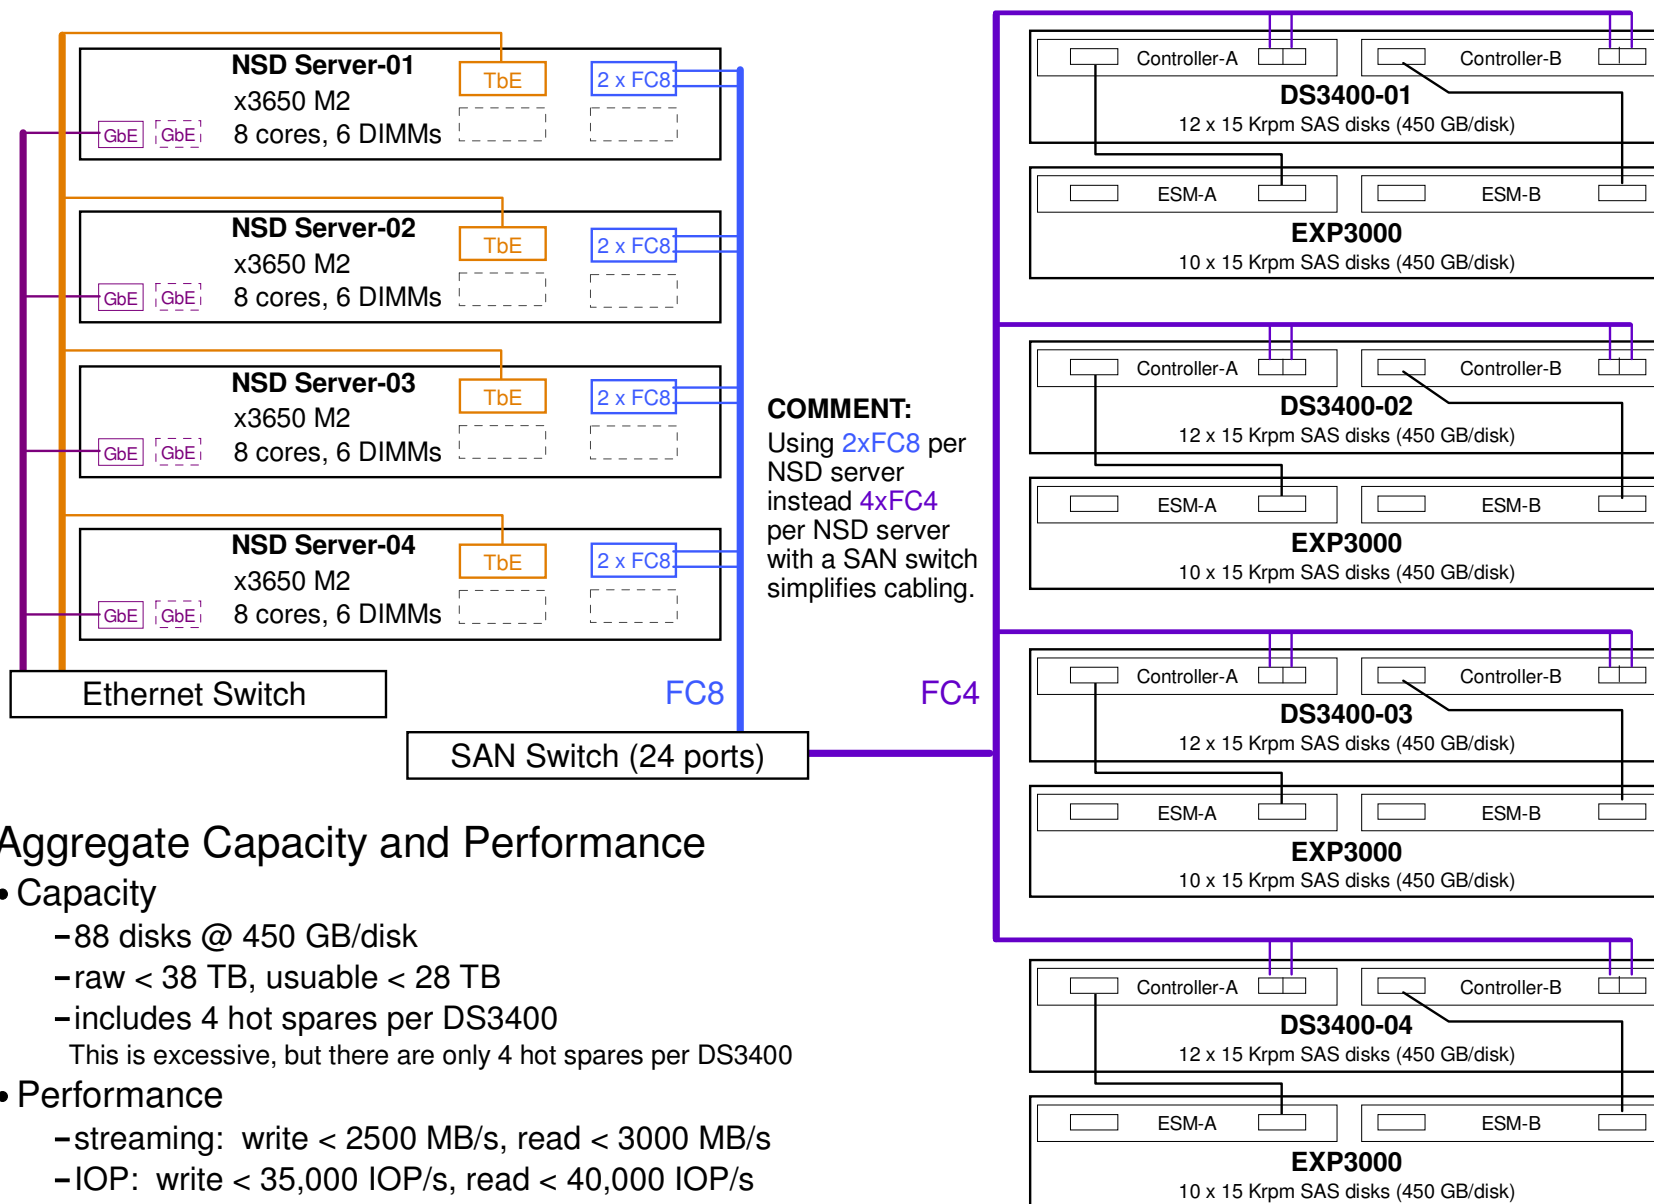 NSD Server-01
x3650 M2
8 cores, 6 DIMMs
GbE
GbE
TbE
2 x FC8
NSD Server-02
x3650 M2
8 cores, 6 DIMMs
GbE
GbE
TbE
2 x FC8
NSD Server-03
x3650 M2
8 cores, 6 DIMMs
GbE
GbE
TbE
2 x FC8
NSD Server-04
x3650 M2
8 cores, 6 DIMMs
GbE
GbE
TbE
2 x FC8
Ethernet Switch
FC8
FC4
SAN Switch (24 ports)
COMMENT:
Using 2xFC8 per
NSD server
instead 4xFC4
per NSD server
with a SAN switch
simplifies cabling.
Controller-A
Controller-B
DS3400-01
12 x 15 Krpm SAS disks (450 GB/disk)
ESM-A
ESM-B
EXP3000
10 x 15 Krpm SAS disks (450 GB/disk)
Controller-A
Controller-B
DS3400-02
12 x 15 Krpm SAS disks (450 GB/disk)
ESM-A
ESM-B
EXP3000
10 x 15 Krpm SAS disks (450 GB/disk)
Controller-A
Controller-B
DS3400-03
12 x 15 Krpm SAS disks (450 GB/disk)
ESM-A
ESM-B
EXP3000
10 x 15 Krpm SAS disks (450 GB/disk)
Controller-A
Controller-B
DS3400-04
12 x 15 Krpm SAS disks (450 GB/disk)
ESM-A
ESM-B
EXP3000
10 x 15 Krpm SAS disks (450 GB/disk)
Aggregate Capacity and Performance
• Capacity
–88 disks @ 450 GB/disk
–raw < 38 TB, usuable < 28 TB
–includes 4 hot spares per DS3400
This is excessive, but there are only 4 hot spares per DS3400
• Performance
–streaming: write < 2500 MB/s, read < 3000 MB/s
–IOP: write < 35,000 IOP/s, read < 40,000 IOP/s